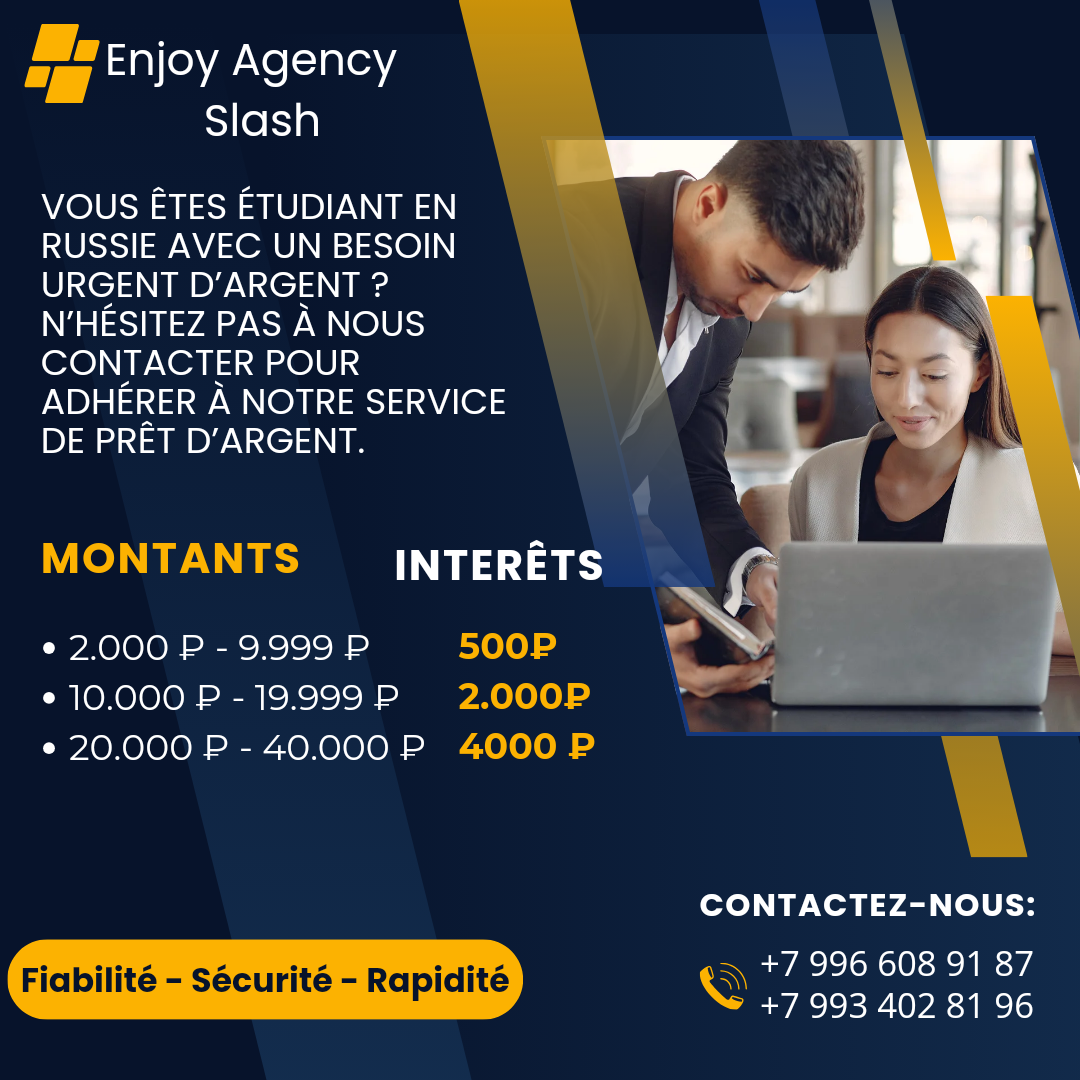 Enjoy Agency
Slash
VOUS ÊTES ÉTUDIANT EN
RUSSIE AVEC UN BESOIN
URGENT D’ARGENT ?
N’HÉSITEZ PAS À NOUS
CONTACTER POUR
ADHÉRER À NOTRE SERVICE
DE PRÊT D’ARGENT.
MONTANTS
INTERÊTS
• 2.000 ₽ - 9.999 ₽
500₽
• 10.000 ₽ - 19.999 ₽
2.000₽
• 20.000 ₽ - 40.000 ₽
4000 ₽
CONTACTEZ-NOUS:
+7 996 608 91 87
+7 993 402 81 96
Fiabilité - Sécurité - Rapidité